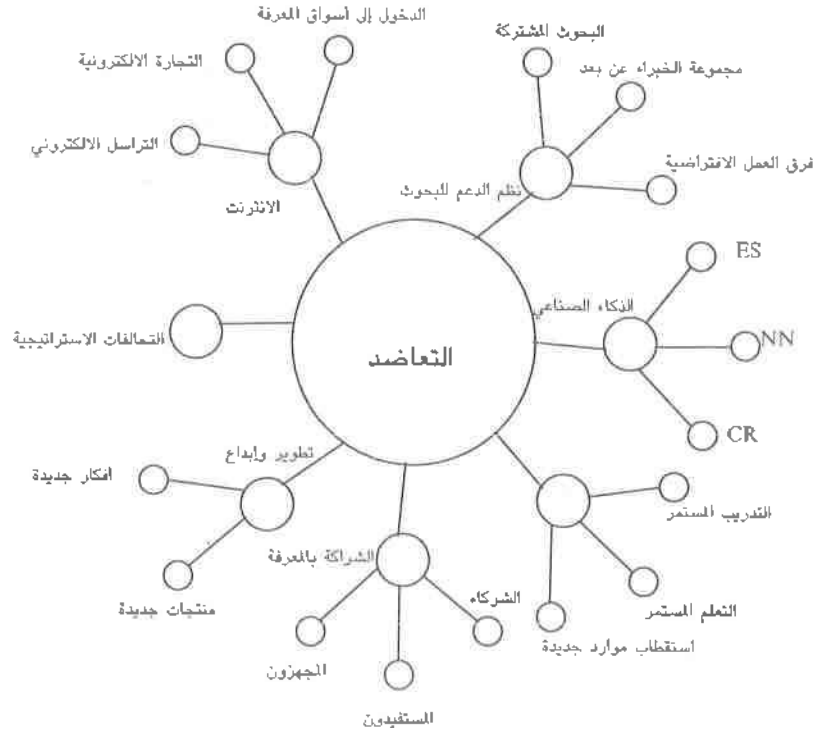 الدخول إلى أسواق المعرفة
البحوث المشتركة
التجارة الالكترونية
مجموعة الخبراء عن بعد
التراسل الالكتروني
فرق العمل الافتراضية
نظم الدعم للبحوث
الانترنت
ES
الذكاء الصناعي
التحالفات الاستراتيجية
NN
التعاضد
CR
تطوير وإبداع
أفكار جديدة
التدريب المستمر
الشراكة بالمعرفة
الشركاء
منتجات جديدة
التعلم المستمر
استقطاب موارد جديدة
المجهزون
المستفيدون